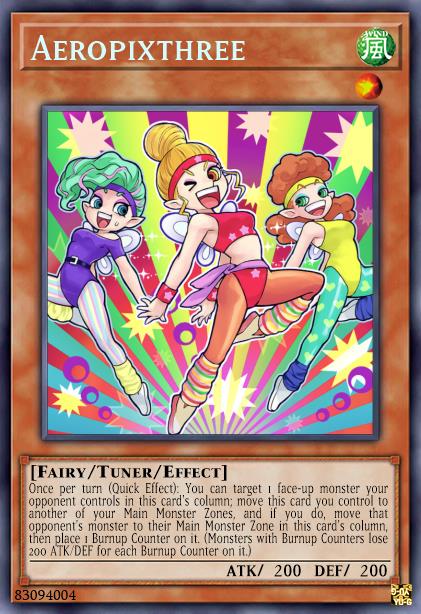 Aeropixthree
WIND
風
[Fairy/Tuner/Effect]
Once per turn (Quick Effect): You can target 1 face-up monster your
opponent controls in this card's column; move this card you control to
another of your Main Monster Zones, and if you do, move that
opponent's monster to their Main Monster Zone in this card's column,
then place 1 Burnup Counter on it. (Monsters with Burnup Counters lose
200 ATK/DEF for each Burnup Counter on it.)
ATK/ 200 DEF/ 200
83094004